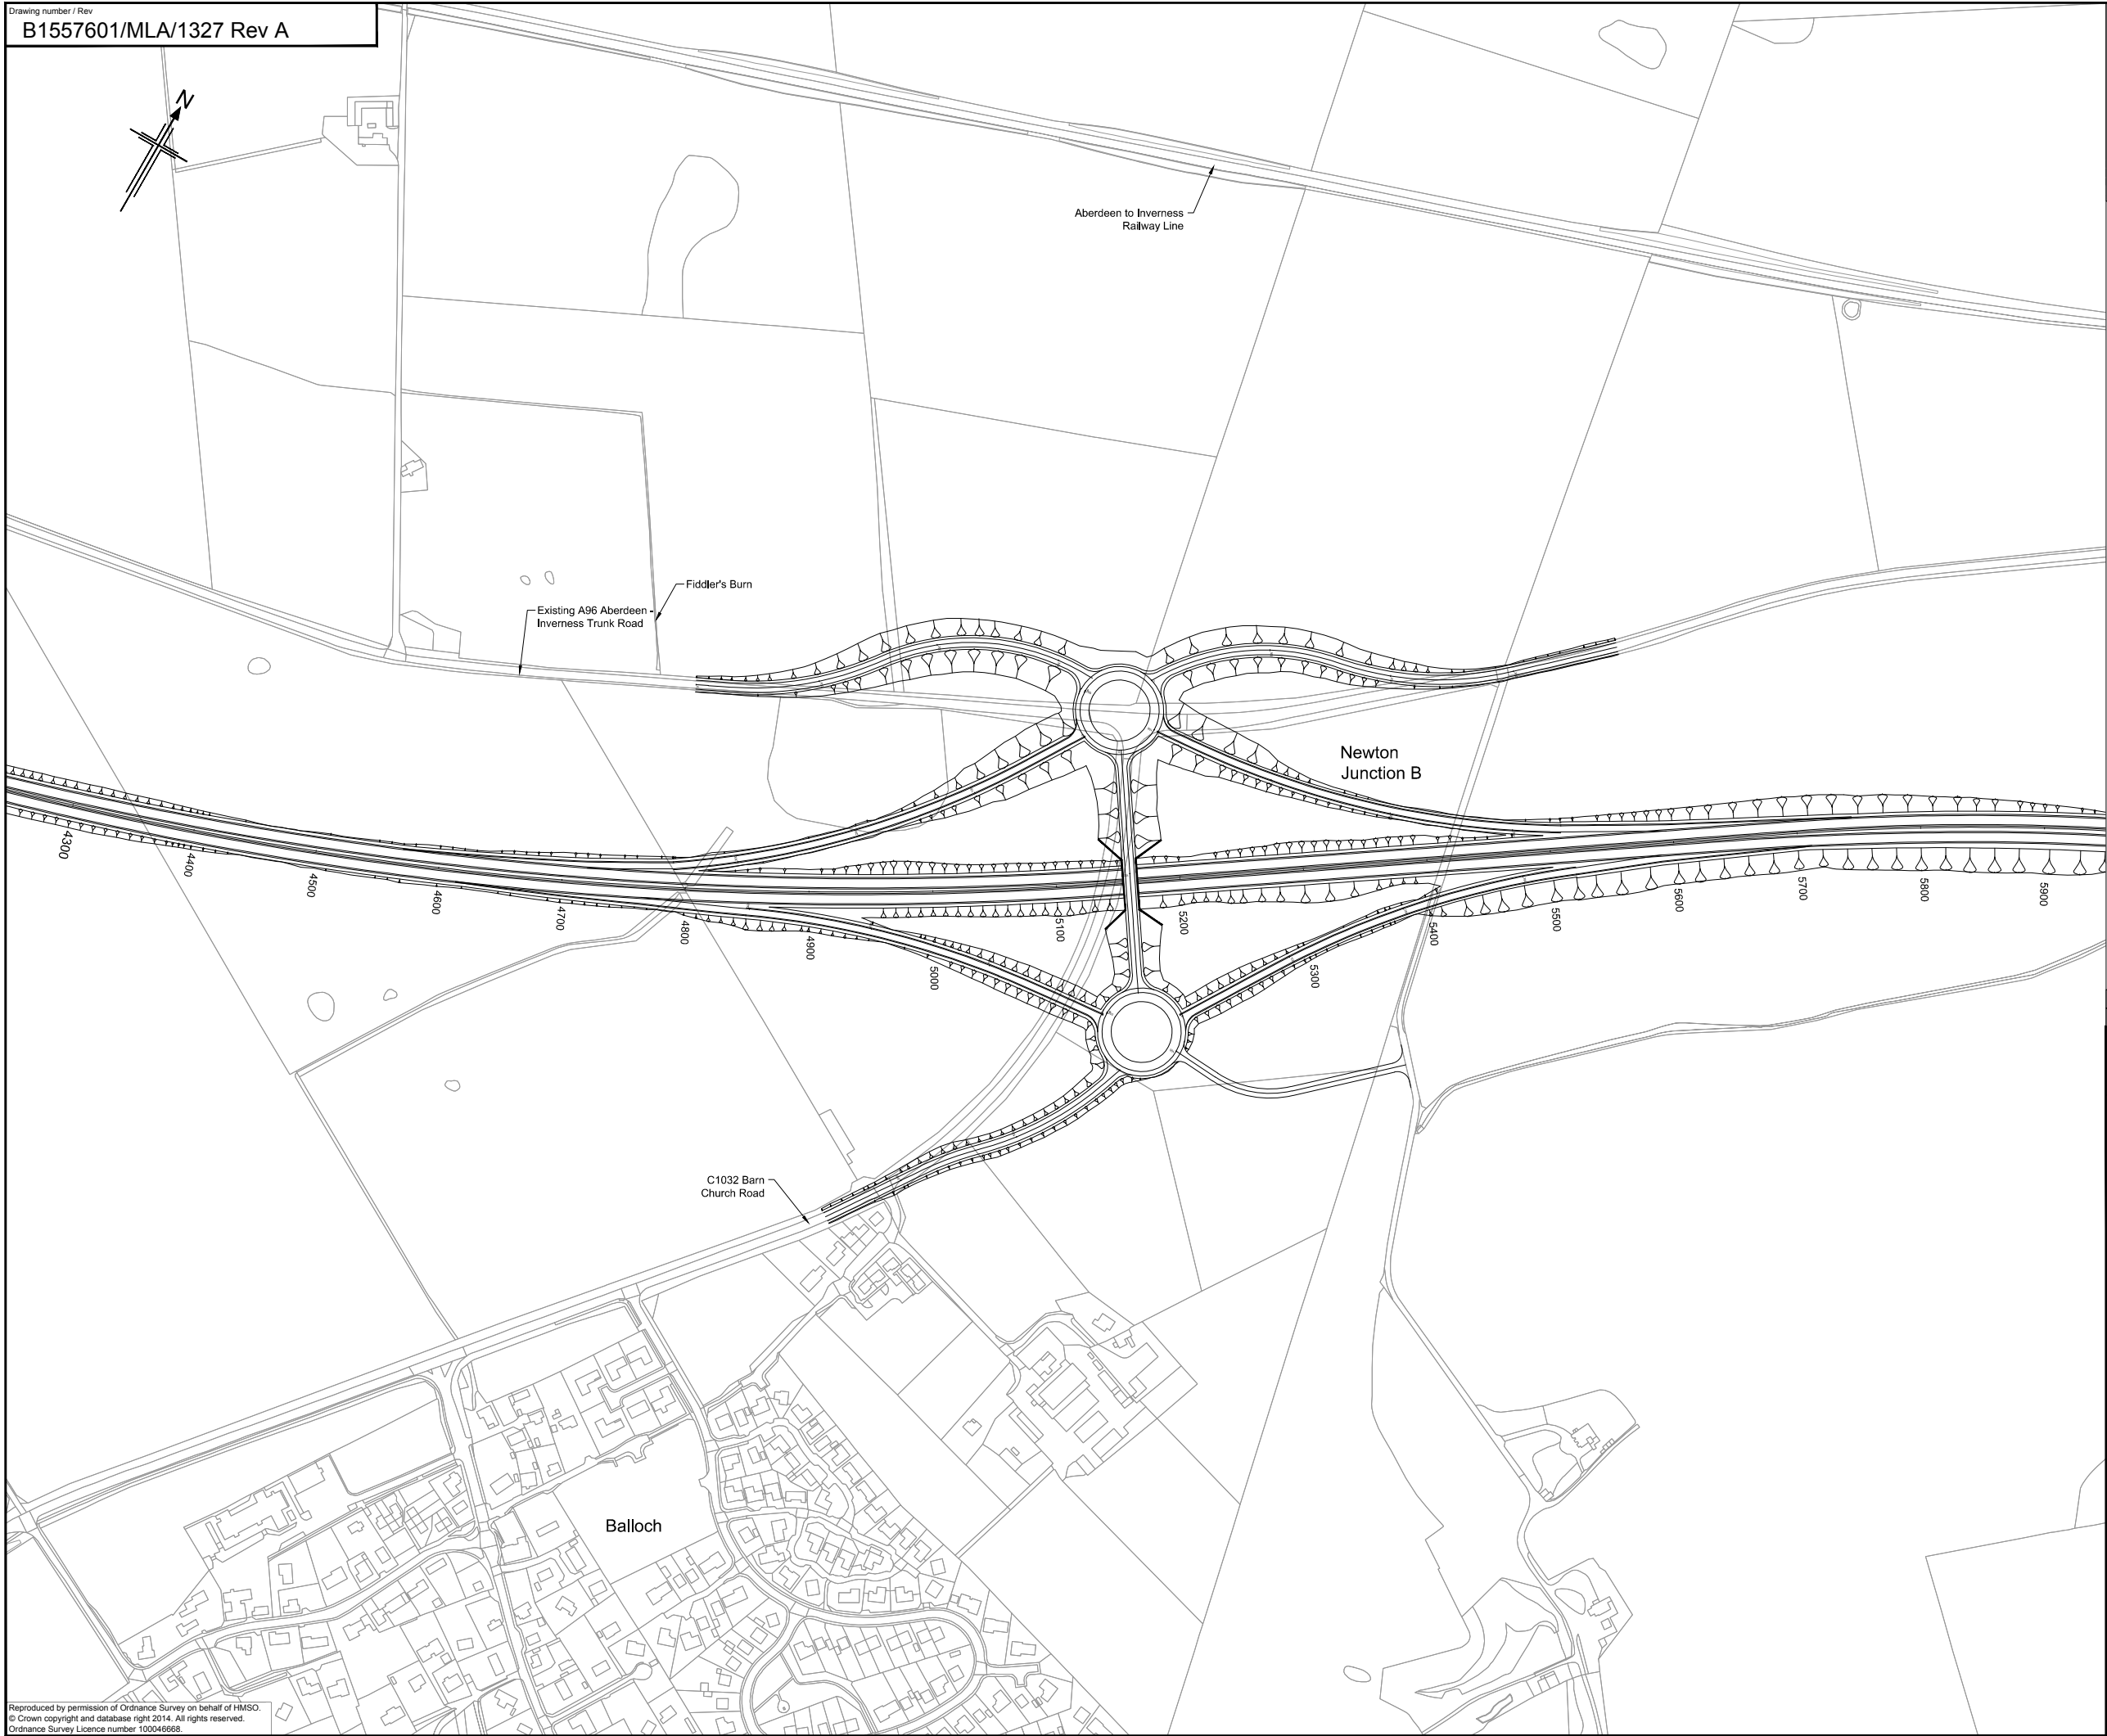 Drawing number / Rev
B1557601/MLA/1327 Rev A
N
Aberdeen to Inverness
Railway Line
Fiddler's Burn
Existing A96 Aberdeen -
Inverness Trunk Road
Newton
Junction B
4300
4400
4500
4600
4700
4800
4900
5000
5100
5200
5300
5400
5500
5600
5700
5800
5900
C1032 Barn
Church Road
Balloch
Reproduced by permission of Ordnance Survey on behalf of HMSO.
© Crown copyright and database right 2014. All rights reserved.
Ordnance Survey Licence number 100046668.